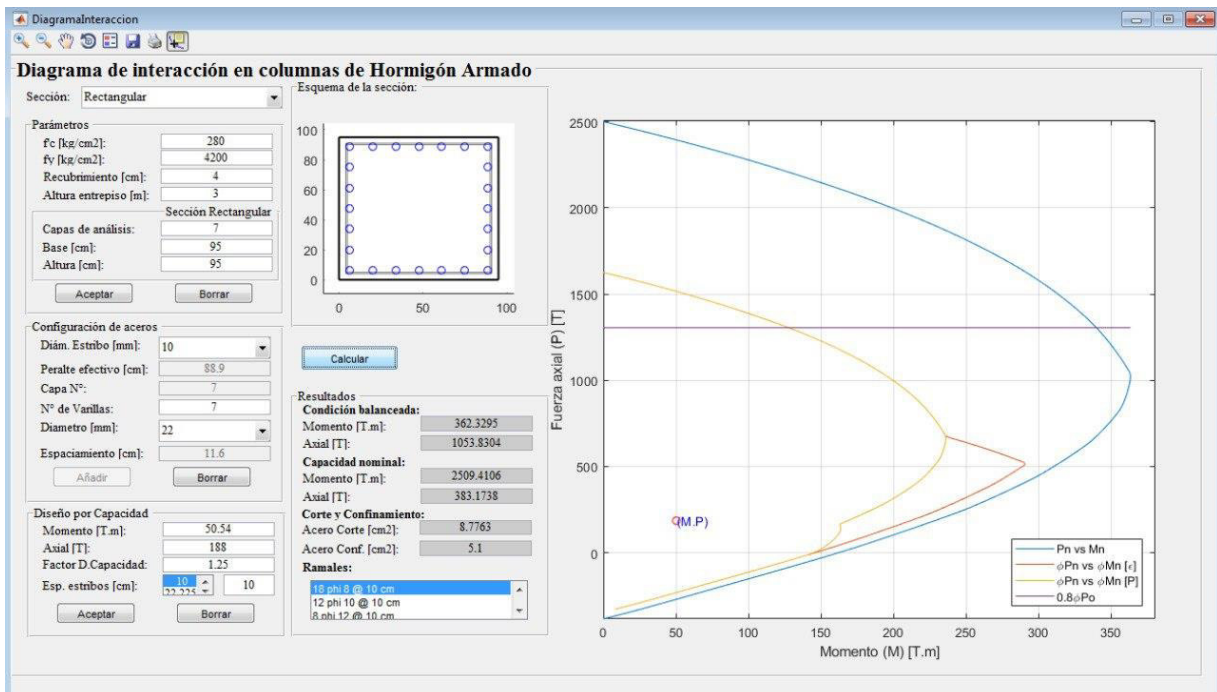 DiagramaInteraccion
Diagrama de interacción en columnas de Hormigón Armado
Sección: Rectangular
Parámetros
f'c [kg/cm2]: 280
fy [kg/cm2]: 4200
Recubrimiento [cm]: 4
Altura entrepiso [m]: 3
Sección Rectangular
Capas de análisis: 7
Base [cm]: 95
Altura [cm]: 95
Aceptar Borrar
Configuración de aceros
Diám. Estribo [mm]: 10
Peralte efectivo [cm]: 88.9
Capa N°: 7
N° de Varillas: 7
Diametro [mm]: 22
Espaciamiento [cm]: 11.6
Añadir Borrar
Diseño por Capacidad
Momento [T.m]: 50.54
Axial [T]: 188
Factor D.Capacidad: 1.25
Esp. estribos [cm]: 10 10
22.225
Aceptar Borrar
Esquema de la sección:
100
80
60
40
20
0
0 50 100
Calcular
Resultados
Condición balanceada:
Momento [T.m]: 362.3295
Axial [T]: 1053.8304
Capacidad nominal:
Momento [T.m]: 2509.4106
Axial [T]: 383.1738
Corte y Confinamiento:
Acero Corte [cm2]: 8.7763
Acero Conf. [cm2]: 5.1
Ramales:
18 phi 8 @ 10 cm
12 phi 10 @ 10 cm
8 phi 12 @ 10 cm
Fuerza axial (P) [T]
2500
2000
1500
1000
500
0
(M.P)
Pn vs Mn
ϕPn vs ϕMn [ϵ]
ϕPn vs ϕMn [P]
0.8ϕPo
0 50 100 150 200 250 300 350
Momento (M) [T.m]